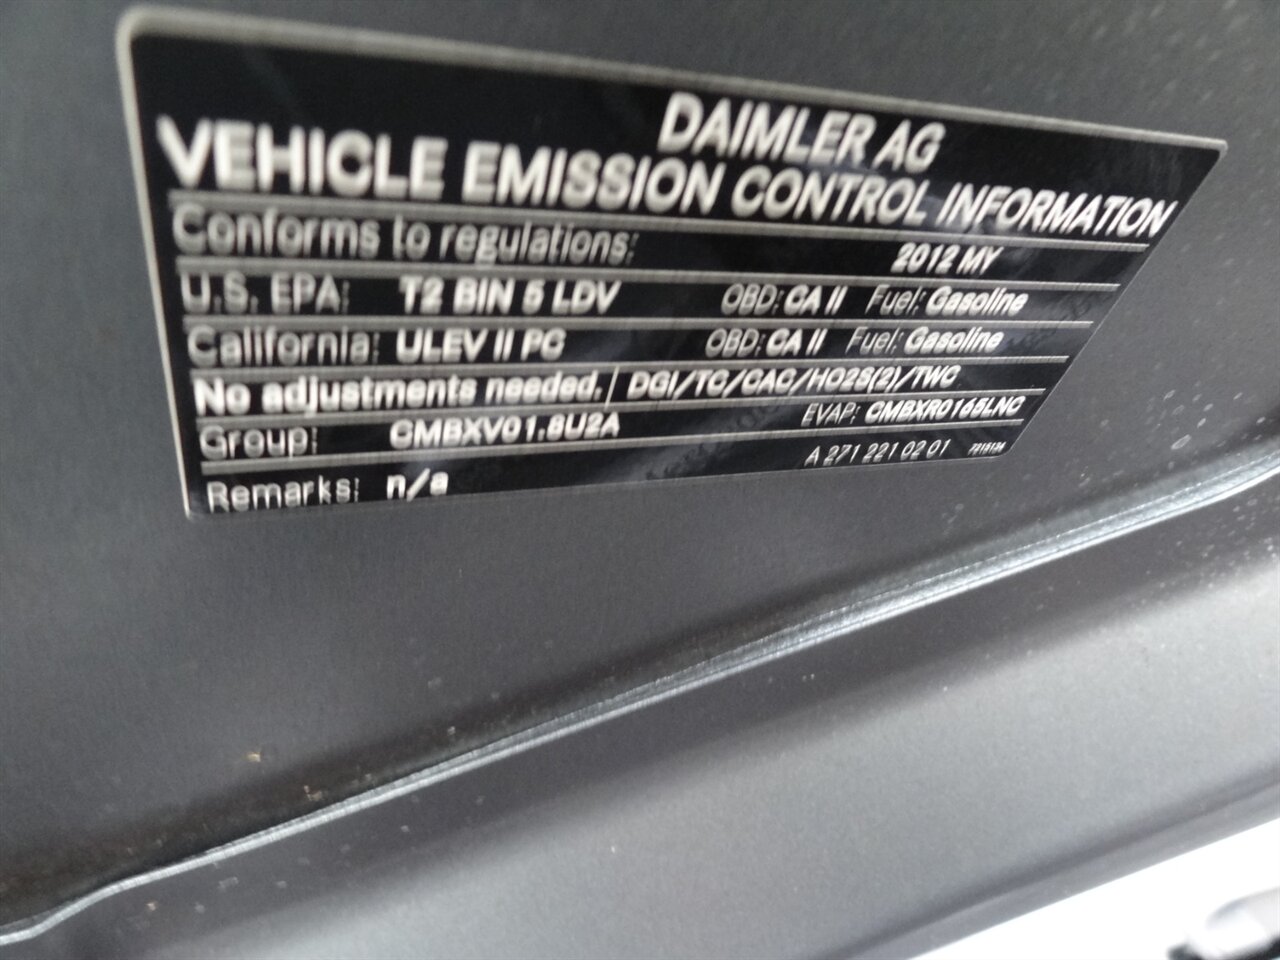 DAIMLER AG
VEHICLE EMISSION CONTROL INFORMATION
Conforms to regulations: 2012 MY
U.S. EPA: T2 BIN 5 LDV OBD: CA II Fuel: Gasoline
California: ULEV II PC OBD: CA II Fuel: Gasoline
No adjustments needed. DGI/TC/CAC/HO2S(2)/TWC
Group: CMBXV01.8U2A EVAP: CMBXR0165LNC
Remarks: n/a A 271 221 02 01 7215134